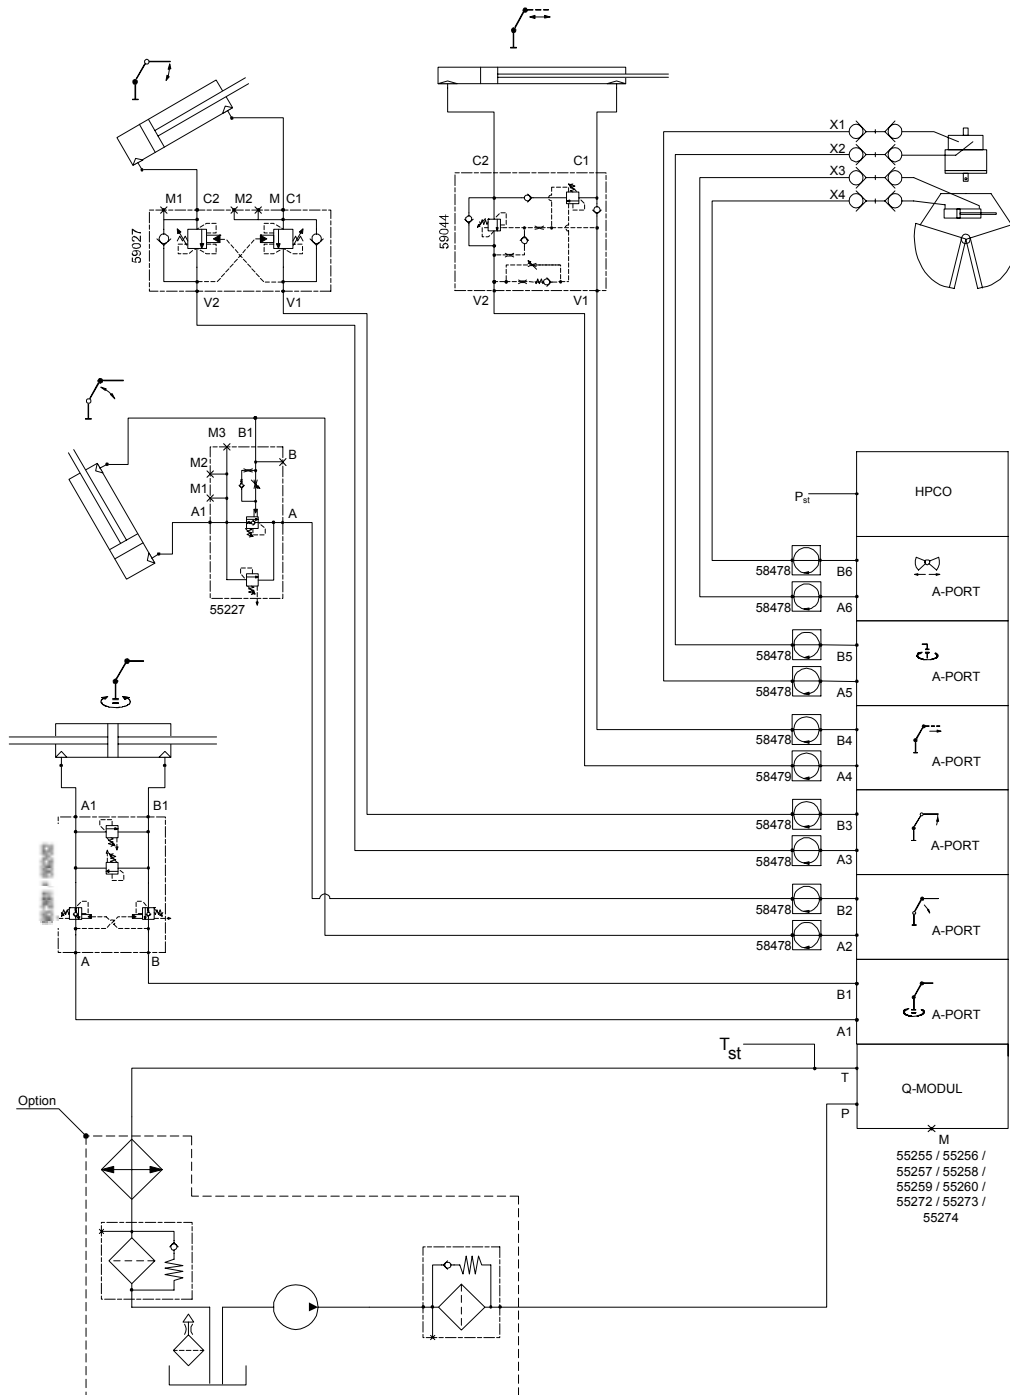 X1
X2
X3
X4
C2
C1
59044
V2
V1
M1
C2
M2
M
C1
59027
V2
V1
M3
B1
B
M2
M1
A1
A
55227
Pst
HPCO
58478
B6
A-PORT
58478
A6
58478
B5
A-PORT
58478
A5
58478
B4
A-PORT
58479
A4
58478
B3
A-PORT
58478
A3
58478
B2
A-PORT
58478
A2
A1
B1
A
B
B1
A-PORT
A1
Tst
T
Q-MODUL
P
M
55255 / 55256 /
55257 / 55258 /
55259 / 55260 /
55272 / 55273 /
55274
Option